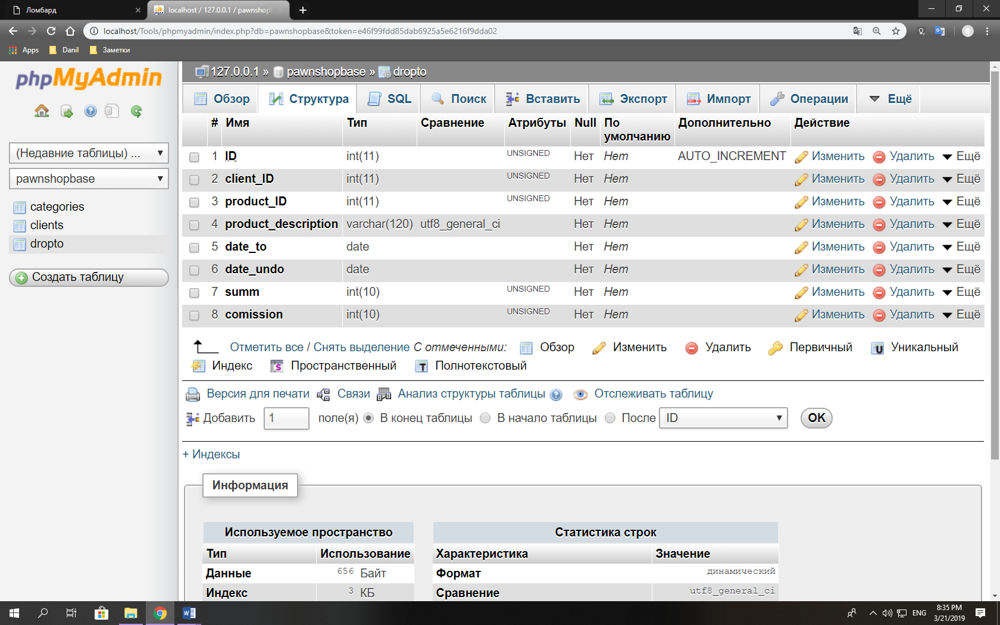 Ломбард
localhost / 127.0.0.1 / pawnshop
localhost/Tools/phpmyadmin/index.php?db=pawnshopbase&token=e46f99fdd85dab6925a5e6216f9dda02
Apps Danil Заметки
phpMyAdmin
(Недавние таблицы) ...
pawnshopbase
categories
clients
dropto
Создать таблицу
127.0.0.1 » pawnshopbase » dropto
Обзор Структура SQL Поиск Вставить Экспорт Импорт Операции Ещё
# Имя Тип Сравнение Атрибуты Null По умолчанию Дополнительно Действие
1 ID int(11) UNSIGNED Нет Нет AUTO_INCREMENT Изменить Удалить Ещё
2 client_ID int(11) UNSIGNED Нет Нет Изменить Удалить Ещё
3 product_ID int(11) UNSIGNED Нет Нет Изменить Удалить Ещё
4 product_description varchar(120) utf8_general_ci Нет Нет Изменить Удалить Ещё
5 date_to date Нет Нет Изменить Удалить Ещё
6 date_undo date Нет Нет Изменить Удалить Ещё
7 summ int(10) UNSIGNED Нет Нет Изменить Удалить Ещё
8 comission int(10) UNSIGNED Нет Нет Изменить Удалить Ещё
Отметить все / Снять выделение С отмеченными: Обзор Изменить Удалить Первичный Уникальный
Индекс Пространственный Полнотекстовый
Версия для печати Связи Анализ структуры таблицы Отслеживать таблицу
Добавить 1 поле(я) В конец таблицы В начало таблицы После ID OK
+ Индексы
Информация
Используемое пространство
Тип Использование
Данные 656 Байт
Индекс 3 КБ
Статистика строк
Характеристика Значение
Формат динамический
Сравнение utf8_general_ci
ENG
8:35 PM
3/21/2019